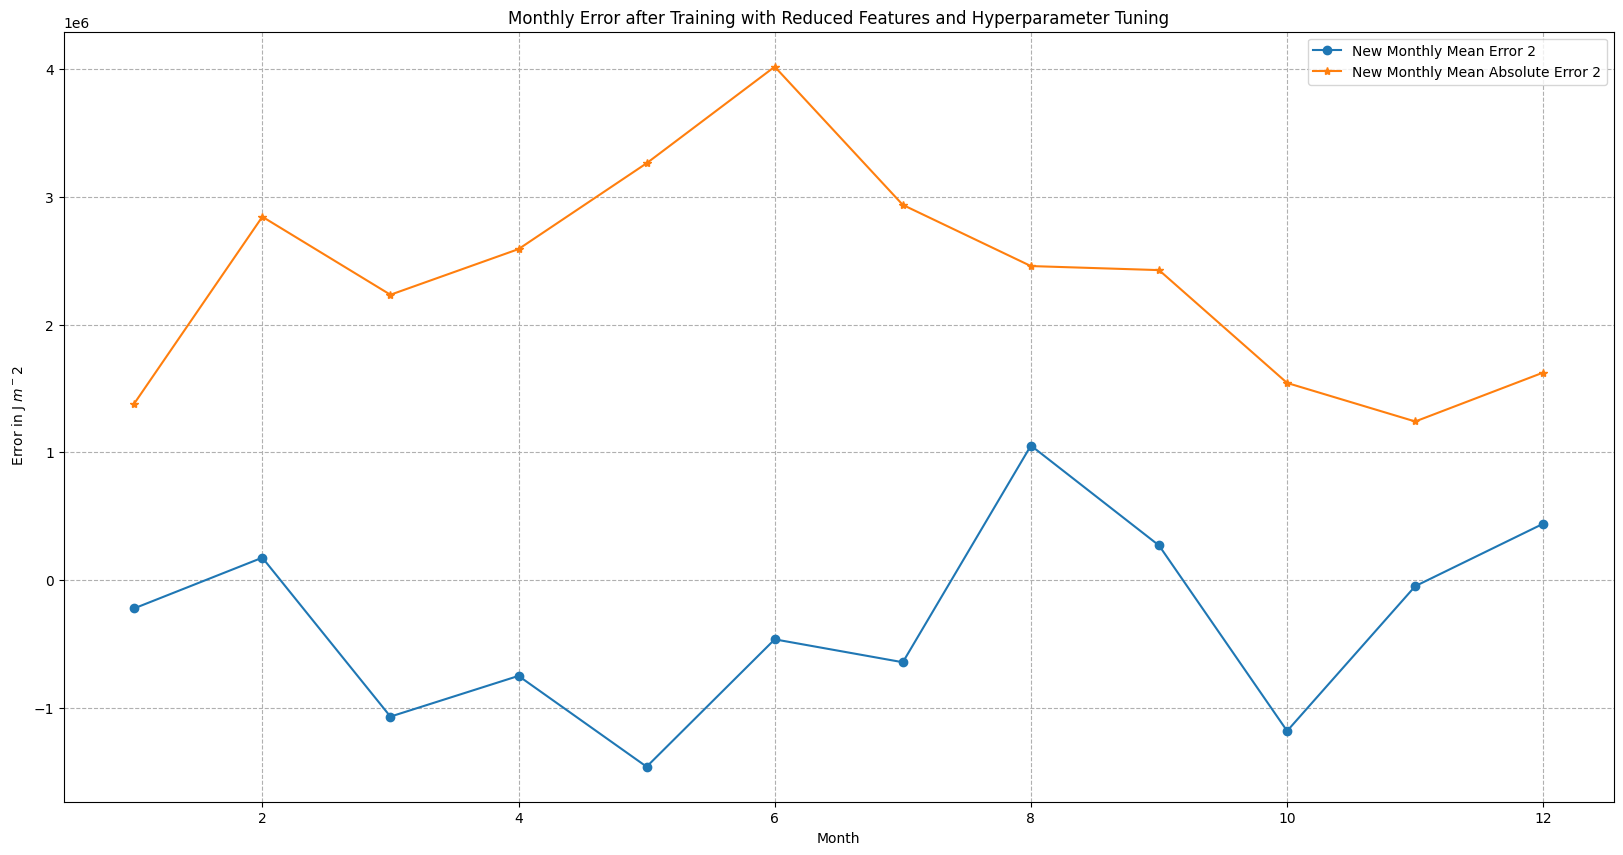 Monthly Error after Training with Reduced Features and Hyperparameter Tuning
1e6
New Monthly Mean Error 2
New Monthly Mean Absolute Error 2
4
3
2
1
0
−1
Error in J m⁻2
2 4 6 8 10 12
Month